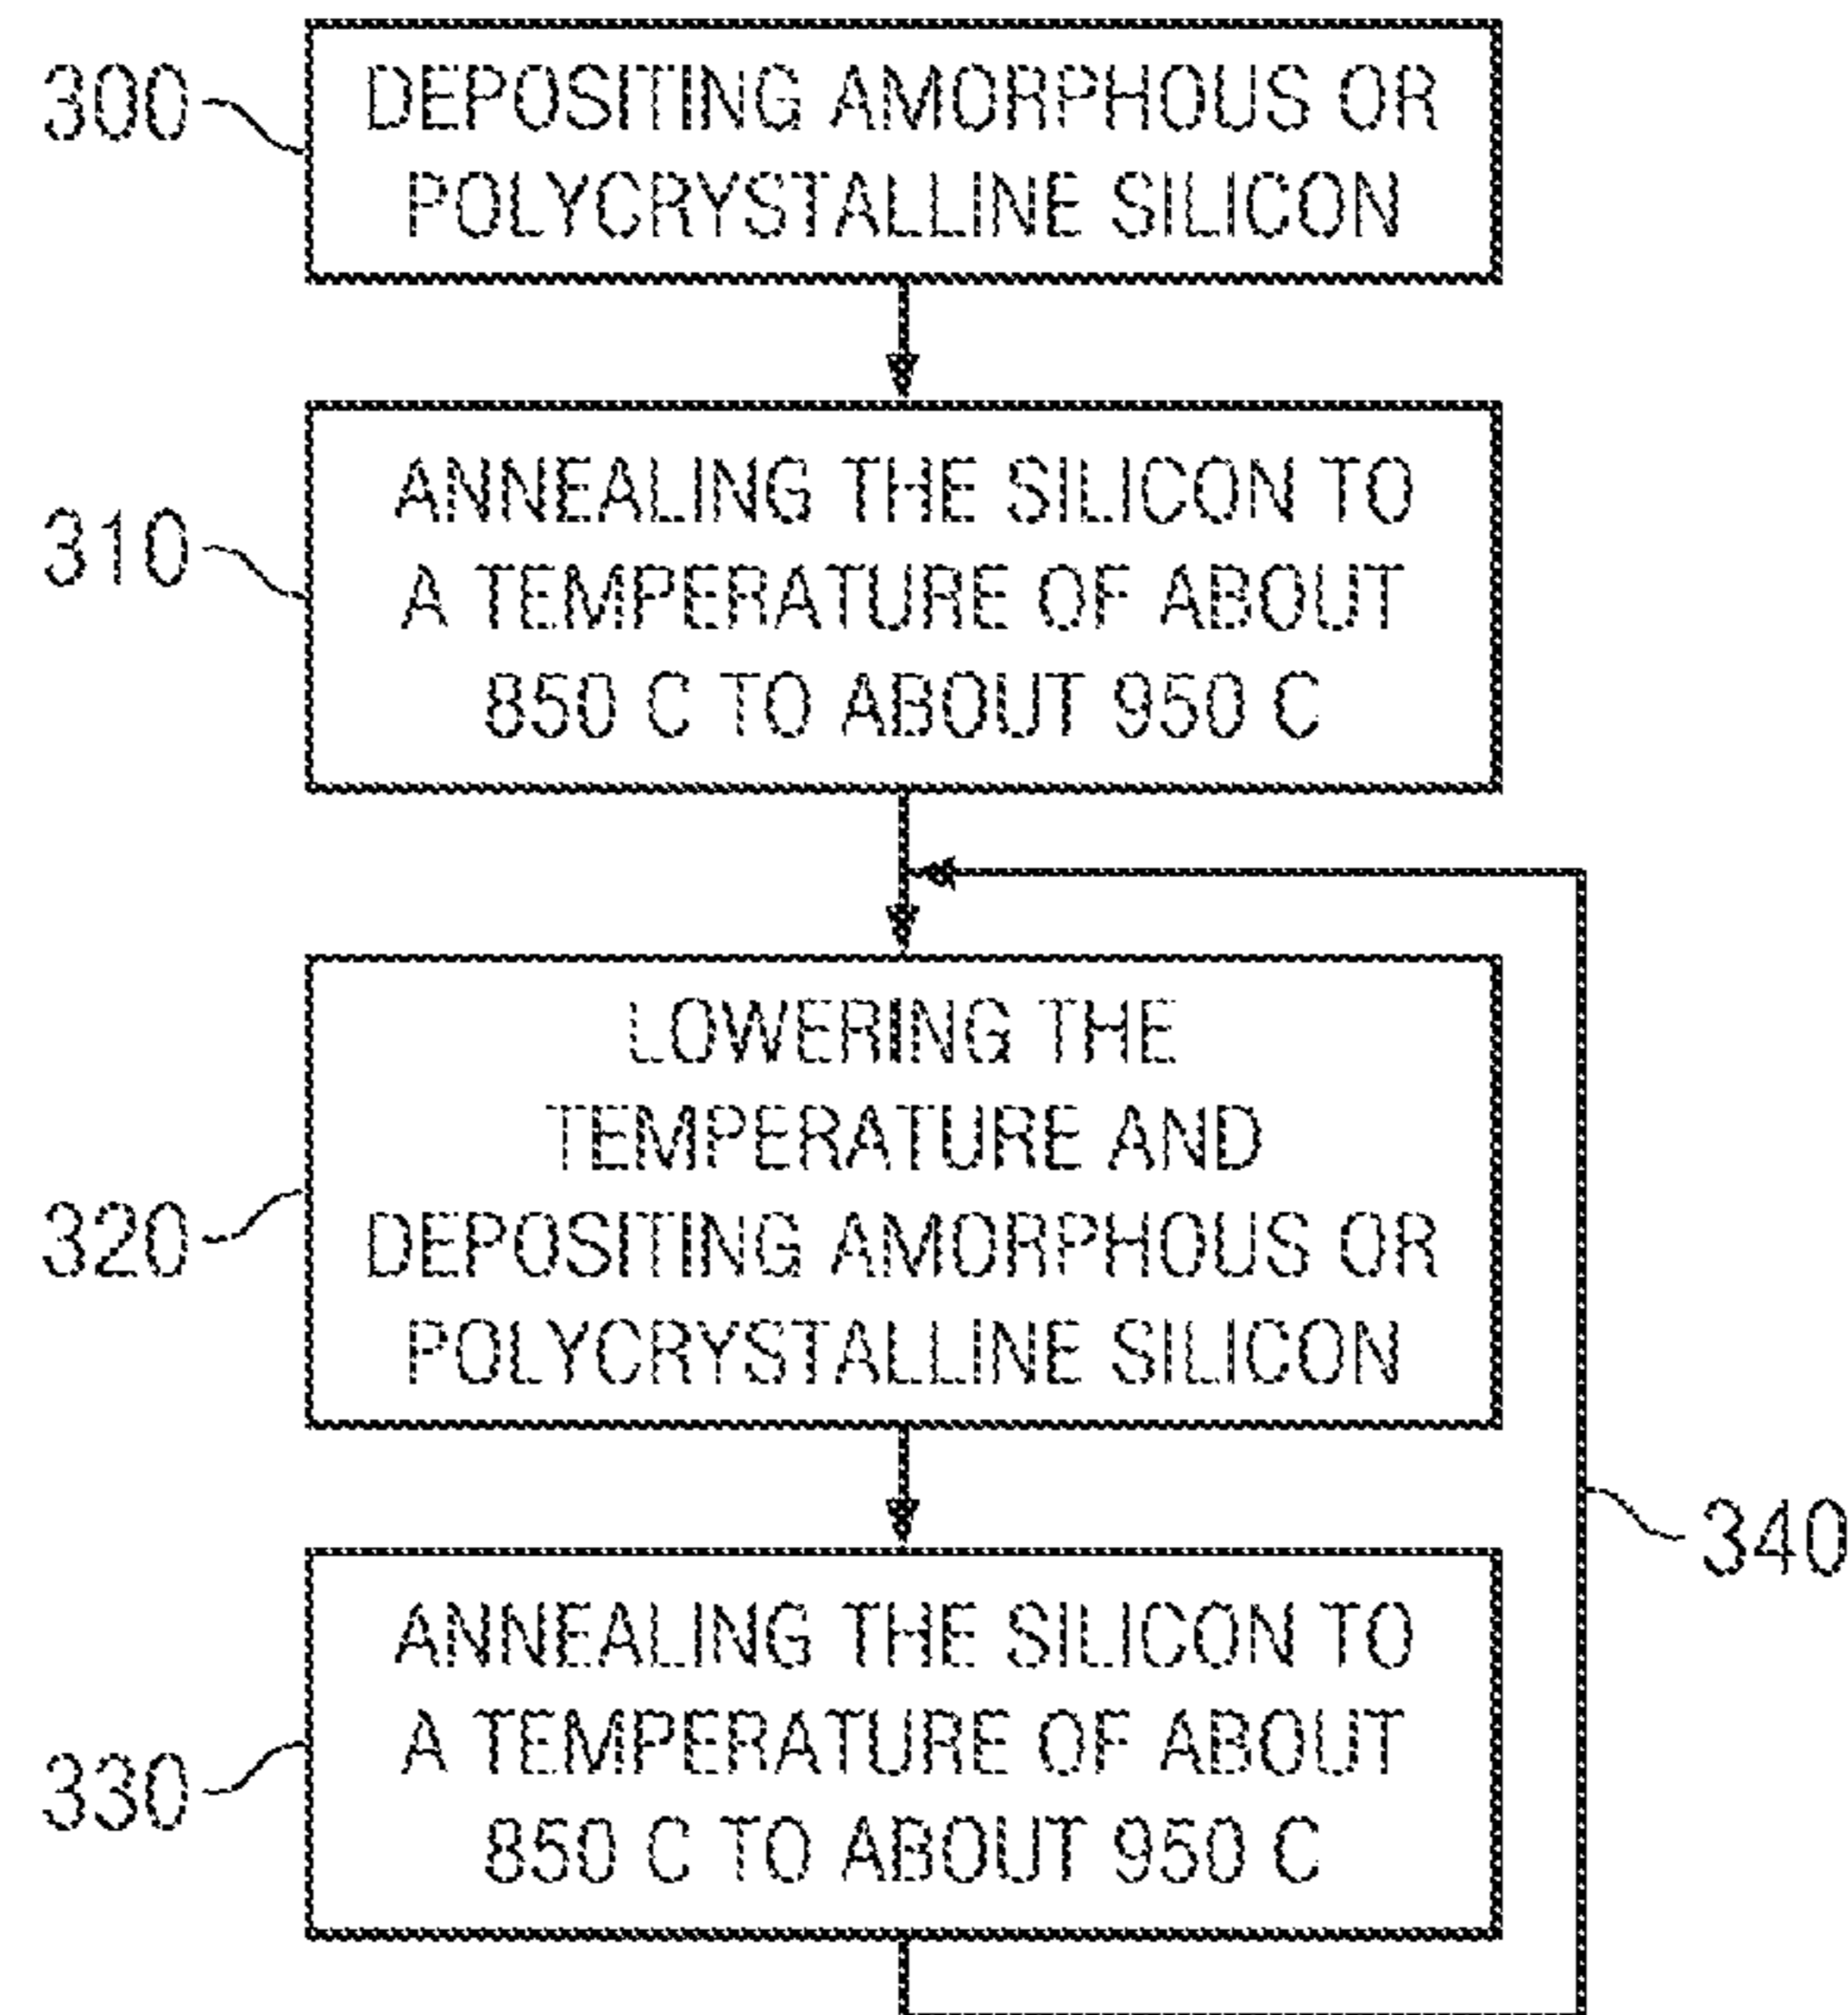 300
DEPOSITING AMORPHOUS OR
POLYCRYSTALLINE SILICON
310
ANNEALING THE SILICON TO
A TEMPERATURE OF ABOUT
850 C TO ABOUT 950 C
320
LOWERING THE
TEMPERATURE AND
DEPOSITING AMORPHOUS OR
POLYCRYSTALLINE SILICON
340
330
ANNEALING THE SILICON TO
A TEMPERATURE OF ABOUT
850 C TO ABOUT 950 C